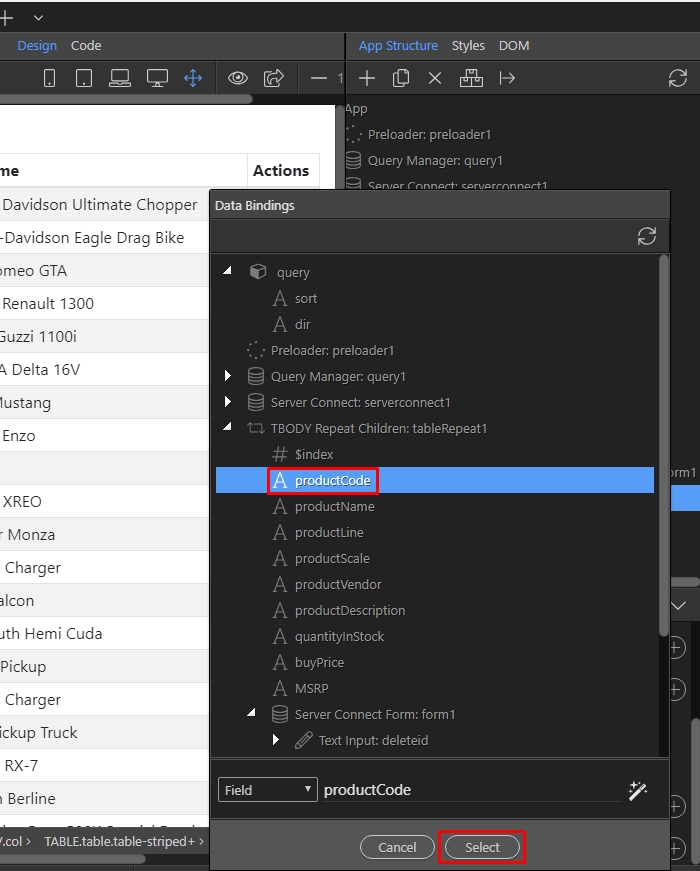 Design Code
App Structure Styles DOM
1
App
Preloader: preloader1
Query Manager: query1
Server Connect: serverconnect1
me Actions
Davidson Ultimate Chopper
-Davidson Eagle Drag Bike
omeo GTA
Renault 1300
Guzzi 1100i
A Delta 16V
Mustang
Enzo
XREO
r Monza
Charger
alcon
uth Hemi Cuda
Pickup
Charger
ickup Truck
RX-7
n Berline
/.col > TABLE.table.table-striped+ >
Data Bindings
query
sort
dir
Preloader: preloader1
Query Manager: query1
Server Connect: serverconnect1
TBODY Repeat Children: tableRepeat1
$index
productCode
productName
productLine
productScale
productVendor
productDescription
quantityInStock
buyPrice
MSRP
Server Connect Form: form1
Text Input: deleteid
Field productCode
Cancel Select
orm1